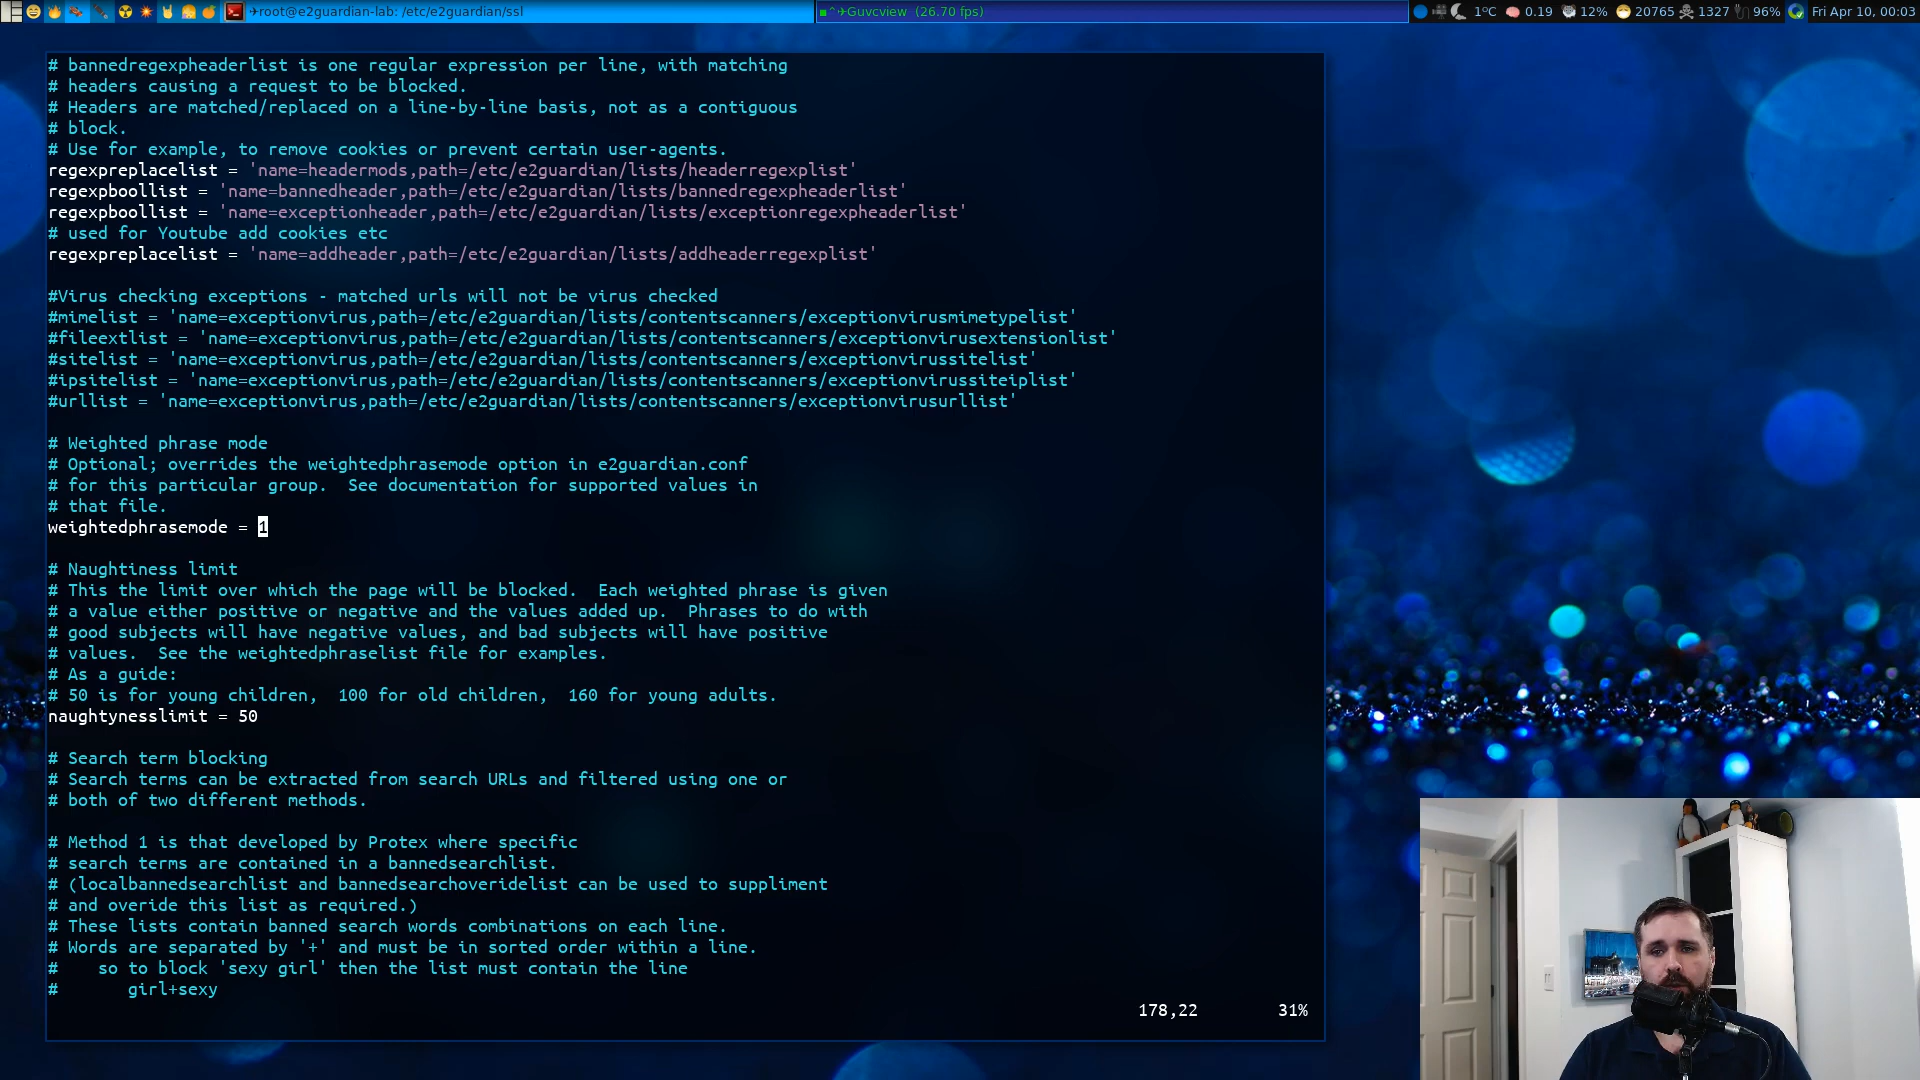 ✈root@e2guardian-lab: /etc/e2guardian/ssl
■⌃✈Guvcview (26.70 fps)
1°C 0.19 12% 20765 1327 96% Fri Apr 10, 00:03
# bannedregexpheaderlist is one regular expression per line, with matching
# headers causing a request to be blocked.
# Headers are matched/replaced on a line-by-line basis, not as a contiguous
# block.
# Use for example, to remove cookies or prevent certain user-agents.
regexpreplacelist = 'name=headermods,path=/etc/e2guardian/lists/headerregexplist'
regexpboollist = 'name=bannedheader,path=/etc/e2guardian/lists/bannedregexpheaderlist'
regexpboollist = 'name=exceptionheader,path=/etc/e2guardian/lists/exceptionregexpheaderlist'
# used for Youtube add cookies etc
regexpreplacelist = 'name=addheader,path=/etc/e2guardian/lists/addheaderregexplist'
#Virus checking exceptions - matched urls will not be virus checked
#mimelist = 'name=exceptionvirus,path=/etc/e2guardian/lists/contentscanners/exceptionvirusmimetypelist'
#fileextlist = 'name=exceptionvirus,path=/etc/e2guardian/lists/contentscanners/exceptionvirusextensionlist'
#sitelist = 'name=exceptionvirus,path=/etc/e2guardian/lists/contentscanners/exceptionvirussitelist'
#ipsitelist = 'name=exceptionvirus,path=/etc/e2guardian/lists/contentscanners/exceptionvirussiteiplist'
#urllist = 'name=exceptionvirus,path=/etc/e2guardian/lists/contentscanners/exceptionvirusurllist'
# Weighted phrase mode
# Optional; overrides the weightedphrasemode option in e2guardian.conf
# for this particular group.  See documentation for supported values in
# that file.
weightedphrasemode = 1
# Naughtiness limit
# This the limit over which the page will be blocked.  Each weighted phrase is given
# a value either positive or negative and the values added up.  Phrases to do with
# good subjects will have negative values, and bad subjects will have positive
# values.  See the weightedphraselist file for examples.
# As a guide:
# 50 is for young children,  100 for old children,  160 for young adults.
naughtynesslimit = 50
# Search term blocking
# Search terms can be extracted from search URLs and filtered using one or
# both of two different methods.
# Method 1 is that developed by Protex where specific
# search terms are contained in a bannedsearchlist.
# (localbannedsearchlist and bannedsearchoveridelist can be used to suppliment
# and overide this list as required.)
# These lists contain banned search words combinations on each line.
# Words are separated by '+' and must be in sorted order within a line.
#    so to block 'sexy girl' then the list must contain the line
#       girl+sexy
178,22 31%